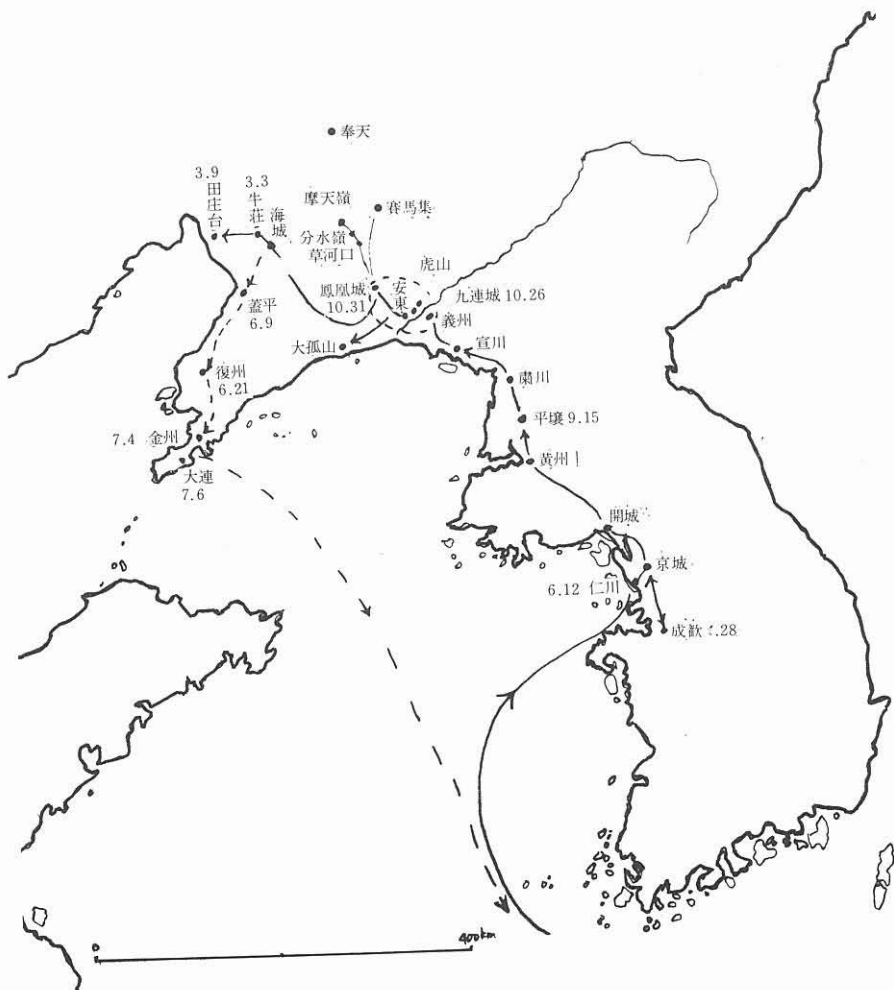 奉天
3.9
田庄台
3.3
牛荘
海城
摩天嶺
賽馬集
分水嶺
草河口
虎山
鳳凰城
10.31
安東
九連城 10.26
義州
蓋平
6.9
大孤山
宣川
復州
6.21
粛川
平壌 9.15
7.4 金州
大連
7.6
黄州
開城
京城
6.12 仁川
成歓 .28
0
400km